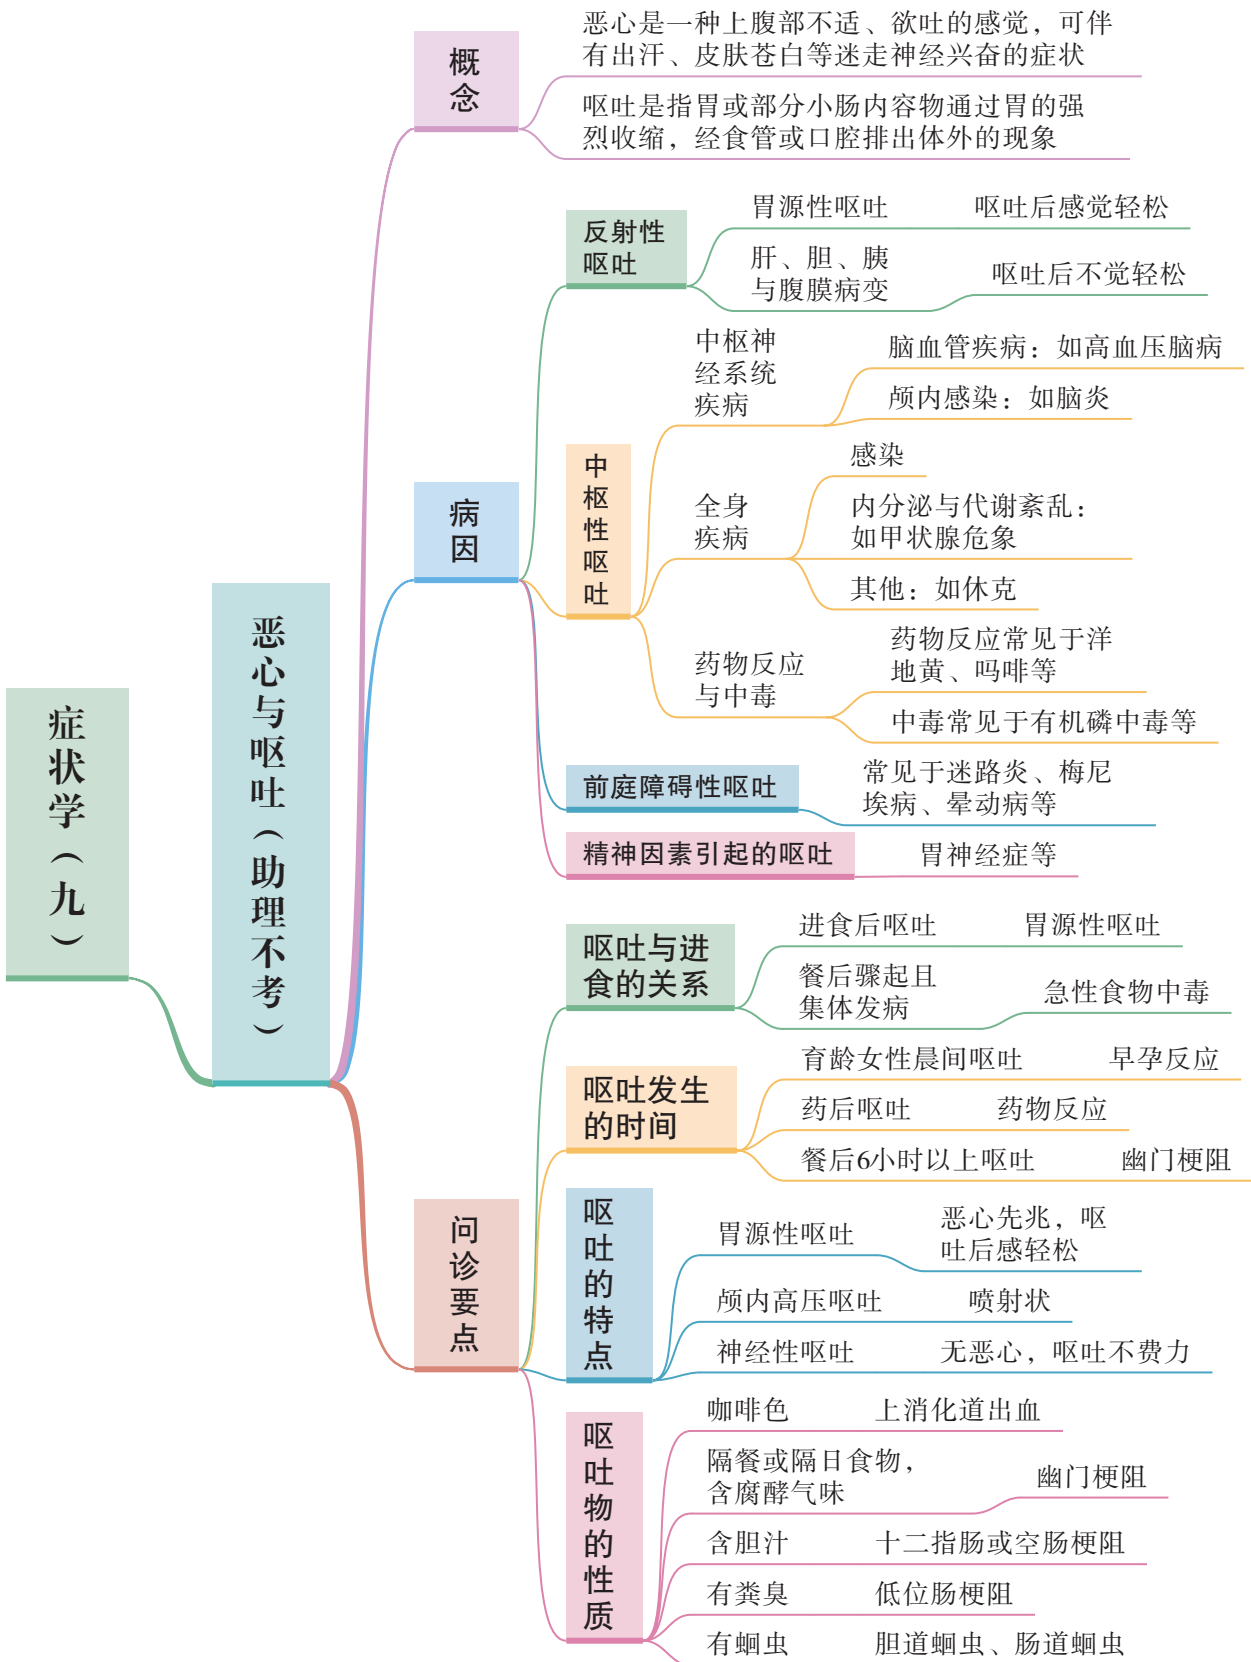 症状学（九）
恶心与呕吐（助理不考）
概念
恶心是一种上腹部不适、欲吐的感觉，可伴
有出汗、皮肤苍白等迷走神经兴奋的症状
呕吐是指胃或部分小肠内容物通过胃的强
烈收缩，经食管或口腔排出体外的现象
病因
反射性
呕吐
胃源性呕吐 呕吐后感觉轻松
肝、胆、胰
与腹膜病变
呕吐后不觉轻松
中枢性呕吐
中枢神
经系统
疾病
脑血管疾病：如高血压脑病
颅内感染：如脑炎
全身
疾病
感染
内分泌与代谢紊乱：
如甲状腺危象
其他：如休克
药物反应
与中毒
药物反应常见于洋
地黄、吗啡等
中毒常见于有机磷中毒等
前庭障碍性呕吐
常见于迷路炎、梅尼
埃病、晕动病等
精神因素引起的呕吐 胃神经症等
问诊要点
呕吐与进
食的关系
进食后呕吐 胃源性呕吐
餐后骤起且
集体发病
急性食物中毒
呕吐发生
的时间
育龄女性晨间呕吐 早孕反应
药后呕吐 药物反应
餐后6小时以上呕吐 幽门梗阻
呕吐的特点
胃源性呕吐
恶心先兆，呕
吐后感轻松
颅内高压呕吐 喷射状
神经性呕吐 无恶心，呕吐不费力
呕吐物的性质
咖啡色 上消化道出血
隔餐或隔日食物，
含腐酵气味
幽门梗阻
含胆汁 十二指肠或空肠梗阻
有粪臭 低位肠梗阻
有蛔虫 胆道蛔虫、肠道蛔虫